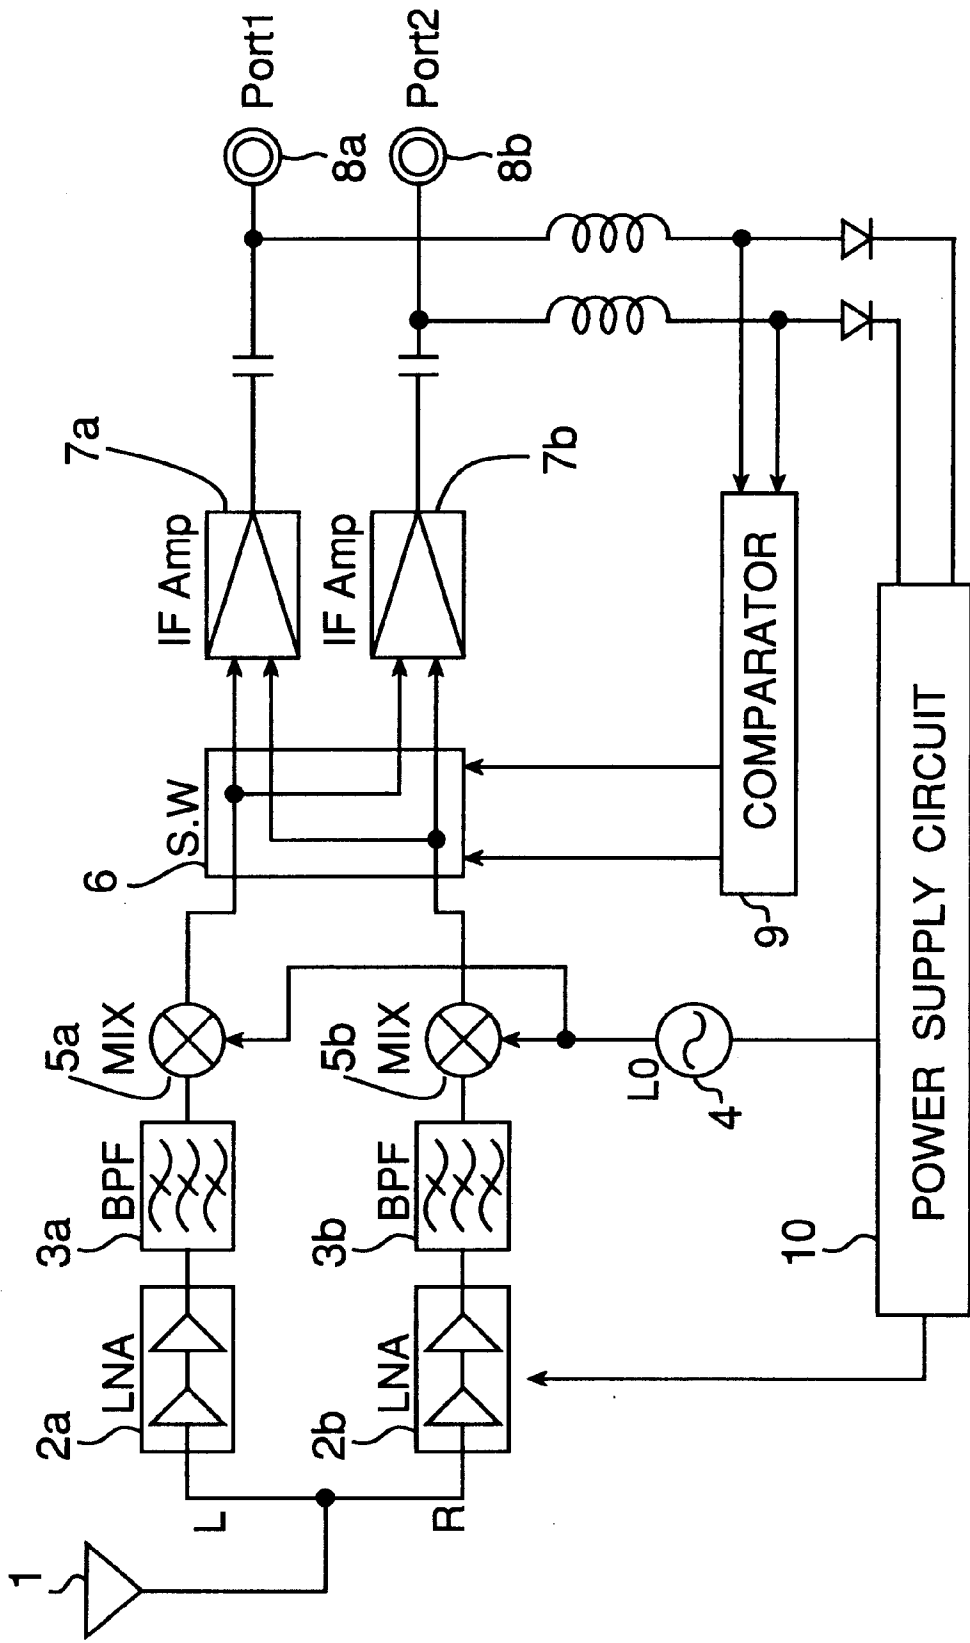 1
L
R
2a
LNA
3a
BPF
5a
MIX
6
S.W
IF Amp
7a
Port1
8a
2b
LNA
3b
BPF
5b
MIX
IF Amp
7b
Port2
8b
LO
4
9
COMPARATOR
10
POWER SUPPLY CIRCUIT